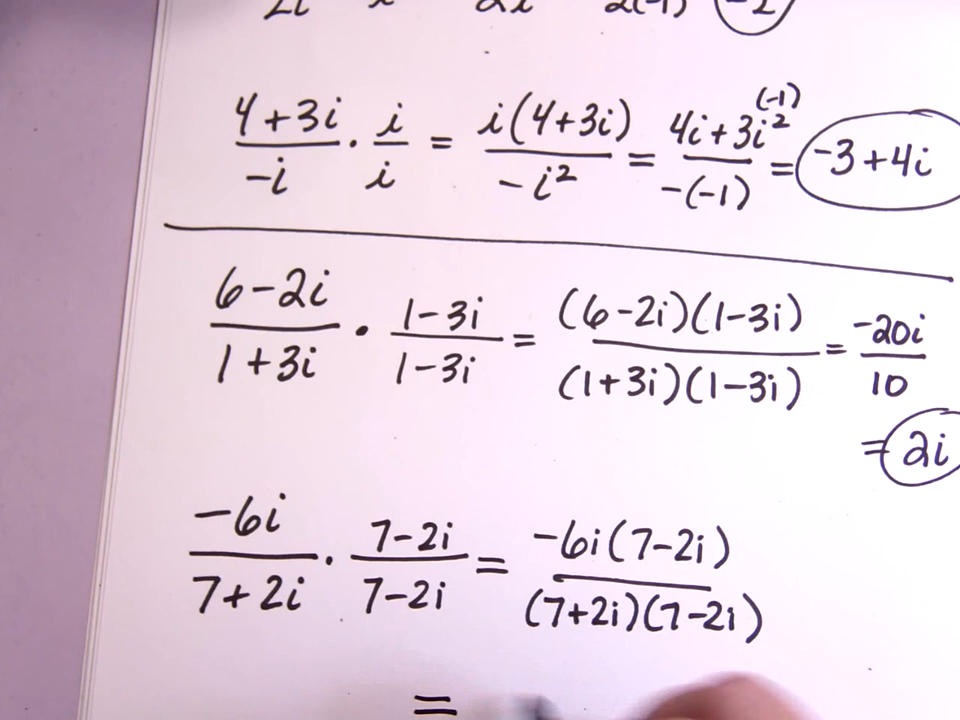 (4+3i)/(-i) · i/i = i(4+3i)/(-i²) = (4i+3i²^(-1))/(-(-1)) = -3+4i
(6-2i)/(1+3i) · (1-3i)/(1-3i) = (6-2i)(1-3i)/(1+3i)(1-3i) = -20i/10
= 2i
(-6i)/(7+2i) · (7-2i)/(7-2i) = -6i(7-2i)/(7+2i)(7-2i)
=